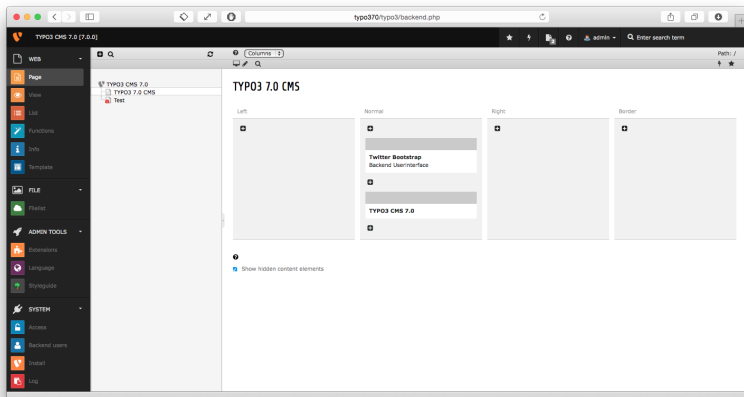 typo370/typo3/backend.php
TYPO3 CMS 7.0 [7.0.0]
admin
Enter search term
WEB
Page
View
List
Functions
Info
Template
FILE
Filelist
ADMIN TOOLS
Extensions
Language
Styleguide
SYSTEM
Access
Backend users
Install
Log
TYPO3 CMS 7.0
TYPO3 7.0 CMS
Test
Columns
Path: /
TYPO3 7.0 CMS
Left
Normal
Right
Border
Twitter Bootstrap
Backend Userinterface
TYPO3 CMS 7.0
Show hidden content elements